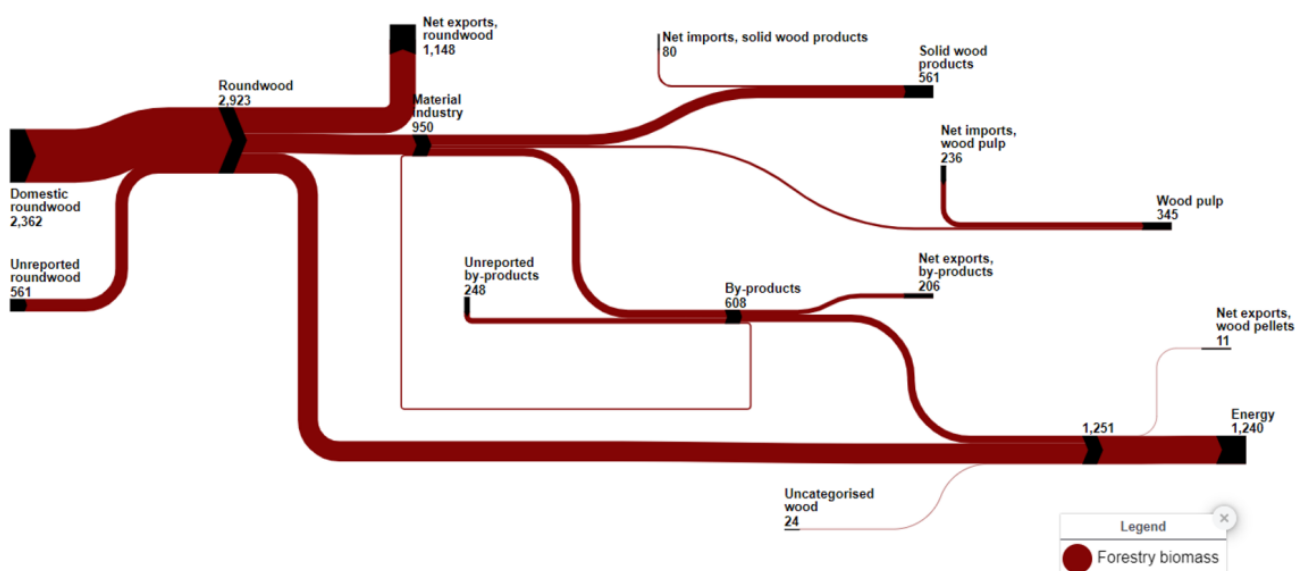 Net exports,
roundwood
1,148
Net imports, solid wood products
80
Solid wood
products
561
Roundwood
2,923
Material
industry
950
Net imports,
wood pulp
236
Domestic
roundwood
2,362
Wood pulp
345
Unreported
roundwood
561
Unreported
by-products
248
By-products
608
Net exports,
by-products
206
Net exports,
wood pellets
11
1,251
Energy
1,240
Uncategorised
wood
24
Legend
Forestry biomass